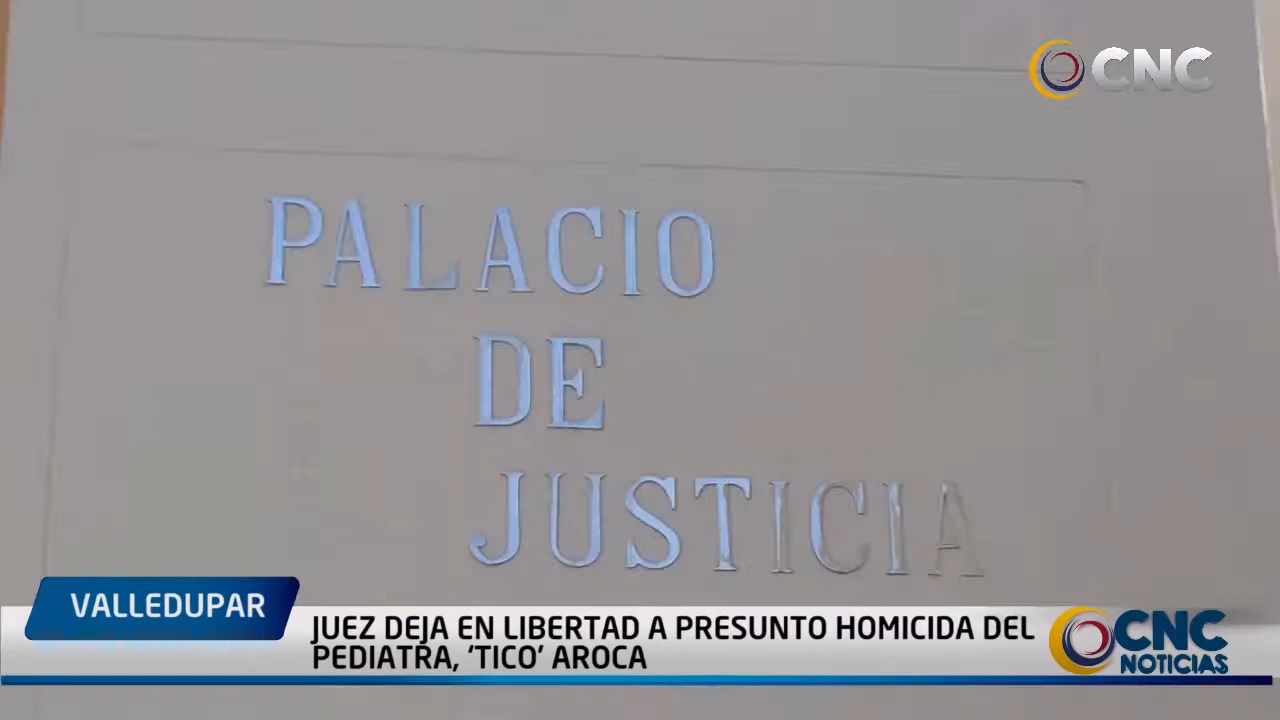 CNC
PALACIO
DE
JUSTICIA
VALLEDUPAR
JUEZ DEJA EN LIBERTAD A PRESUNTO HOMICIDA DEL
PEDIATRA, ‘TICO’ AROCA
CNC
NOTICIAS